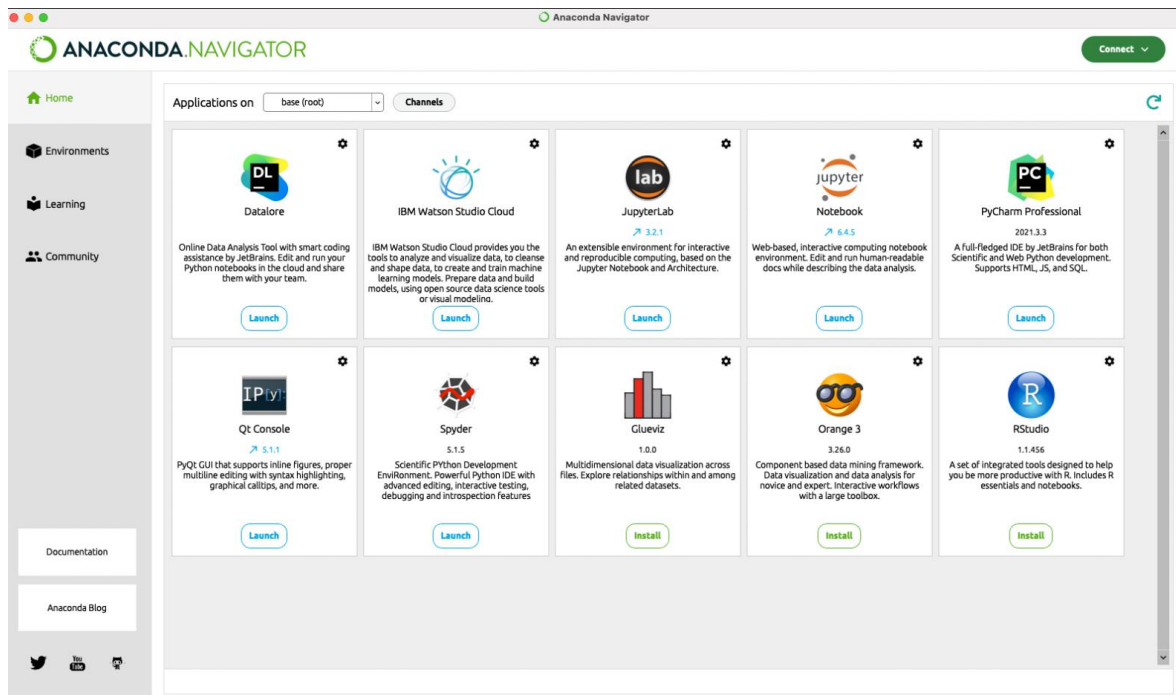 Anaconda Navigator
ANACONDA.NAVIGATOR
Connect
Home
Environments
Learning
Community
Documentation
Anaconda Blog
You
Tube
Applications on
base (root)
Channels
DL
Datalore
Online Data Analysis Tool with smart coding
assistance by JetBrains. Edit and run your
Python notebooks in the cloud and share
them with your team.
Launch
IBM Watson Studio Cloud
IBM Watson Studio Cloud provides you the
tools to analyze and visualize data, to cleanse
and shape data, to create and train machine
learning models. Prepare data and build
models, using open source data science tools
or visual modeling.
Launch
lab
JupyterLab
3.2.1
An extensible environment for interactive
and reproducible computing, based on the
Jupyter Notebook and Architecture.
Launch
jupyter
Notebook
6.4.5
Web-based, interactive computing notebook
environment. Edit and run human-readable
docs while describing the data analysis.
Launch
PC
PyCharm Professional
2021.3.3
A full-fledged IDE by JetBrains for both
Scientific and Web Python development.
Supports HTML, JS, and SQL.
Launch
IP[y]:
Qt Console
5.1.1
PyQt GUI that supports inline figures, proper
multiline editing with syntax highlighting,
graphical calltips, and more.
Launch
Spyder
5.1.5
Scientific PYthon Development
EnviRonment. Powerful Python IDE with
advanced editing, interactive testing,
debugging and introspection features
Launch
Glueviz
1.0.0
Multidimensional data visualization across
files. Explore relationships within and among
related datasets.
Install
Orange 3
3.26.0
Component based data mining framework.
Data visualization and data analysis for
novice and expert. Interactive workflows
with a large toolbox.
Install
R
RStudio
1.1.456
A set of integrated tools designed to help
you be more productive with R. Includes R
essentials and notebooks.
Install